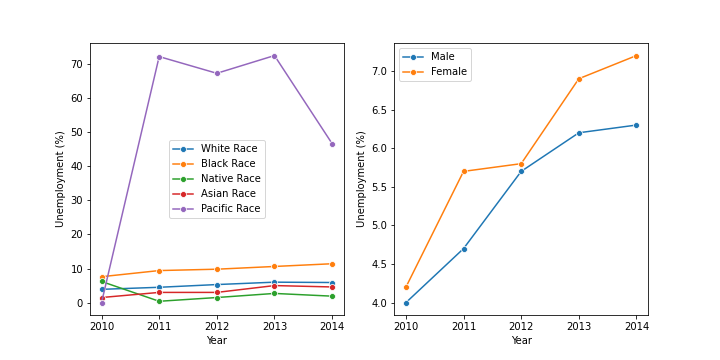 70
60
50
40
30
20
10
0
Unemployment (%)
White Race
Black Race
Native Race
Asian Race
Pacific Race
2010 2011 2012 2013 2014
Year
7.0
6.5
6.0
5.5
5.0
4.5
4.0
Unemployment (%)
Male
Female
2010 2011 2012 2013 2014
Year